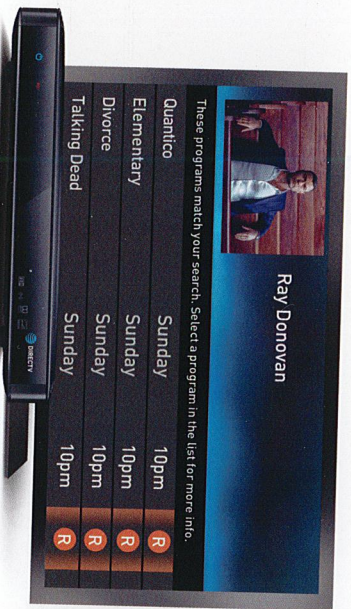 Ray Donovan
These programs match your search. Select a program in the list for more info.
Quantico Sunday 10pm R
Elementary Sunday 10pm R
Divorce Sunday 10pm R
Talking Dead Sunday 10pm R
DIRECTV